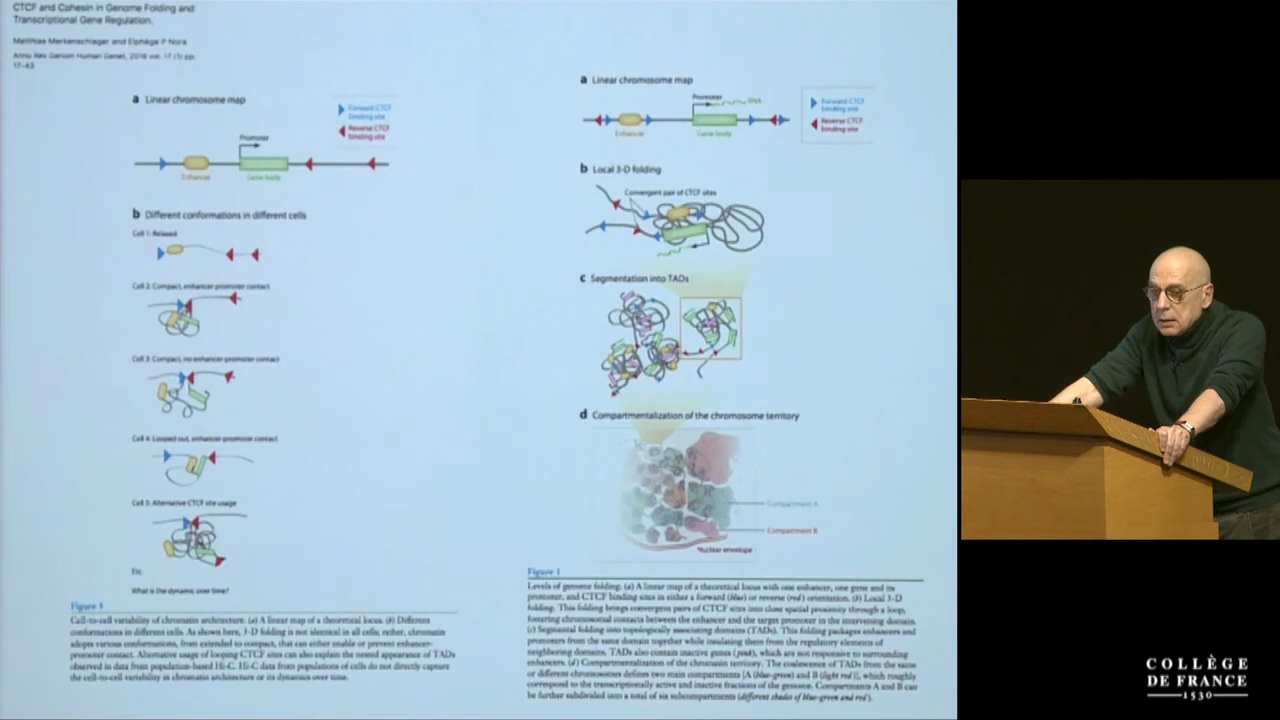 CTCF and Cohesin in Genome Folding and
Transcriptional Gene Regulation.
Matthias Merkenschlager and Elphège P Nora
Annu Rev Genom Human Genet, 2016 vol. 17 (1) pp.
17-43
a Linear chromosome map
Forward CTCF
binding site
Reverse CTCF
binding site
Promoter
Enhancer
Gene body
b Different conformations in different cells
Cell 1: Relaxed
Cell 2: Compact, enhancer-promoter contact
Cell 3: Compact, no enhancer-promoter contact
Cell 4: Looped out, enhancer-promoter contact
Cell 5: Alternative CTCF site usage
Etc.
What is the dynamic over time?
Figure 3
Cell-to-cell variability of chromatin architecture. (a) A linear map of a theoretical locus. (b) Different
conformations in different cells. As shown here, 3-D folding is not identical in all cells; rather, chromatin
adopts various conformations, from extended to compact, that can either enable or prevent enhancer-
promoter contact. Alternative usage of looping CTCF sites can also explain the nested appearance of TADs
observed in data from population-based Hi-C. Hi-C data from populations of cells do not directly capture
the cell-to-cell variability in chromatin architecture or its dynamics over time.
a Linear chromosome map
Promoter
RNA
Enhancer
Gene body
Forward CTCF
binding site
Reverse CTCF
binding site
b Local 3-D folding
Convergent pair of CTCF sites
c Segmentation into TADs
d Compartmentalization of the chromosome territory
Compartment A
Compartment B
Nuclear envelope
Figure 1
Levels of genome folding. (a) A linear map of a theoretical locus with one enhancer, one gene and its
promoter, and CTCF binding sites in either a forward (blue) or reverse (red) orientation. (b) Local 3-D
folding. This folding brings convergent pairs of CTCF sites into close spatial proximity through a loop,
fostering chromosomal contacts between the enhancer and the target promoter in the intervening domain.
(c) Segmental folding into topologically associating domains (TADs). This folding packages enhancers and
promoters from the same domain together while insulating them from the regulatory elements of
neighboring domains. TADs also contain inactive genes (pink), which are not responsive to surrounding
enhancers. (d) Compartmentalization of the chromatin territory. The coalescence of TADs from the same
or different chromosomes defines two main compartments [A (blue-green) and B (light red)], which roughly
correspond to the transcriptionally active and inactive fractions of the genome. Compartments A and B can
be further subdivided into a total of six subcompartments (different shades of blue-green and red).
COLLÈGE
DE FRANCE
1530